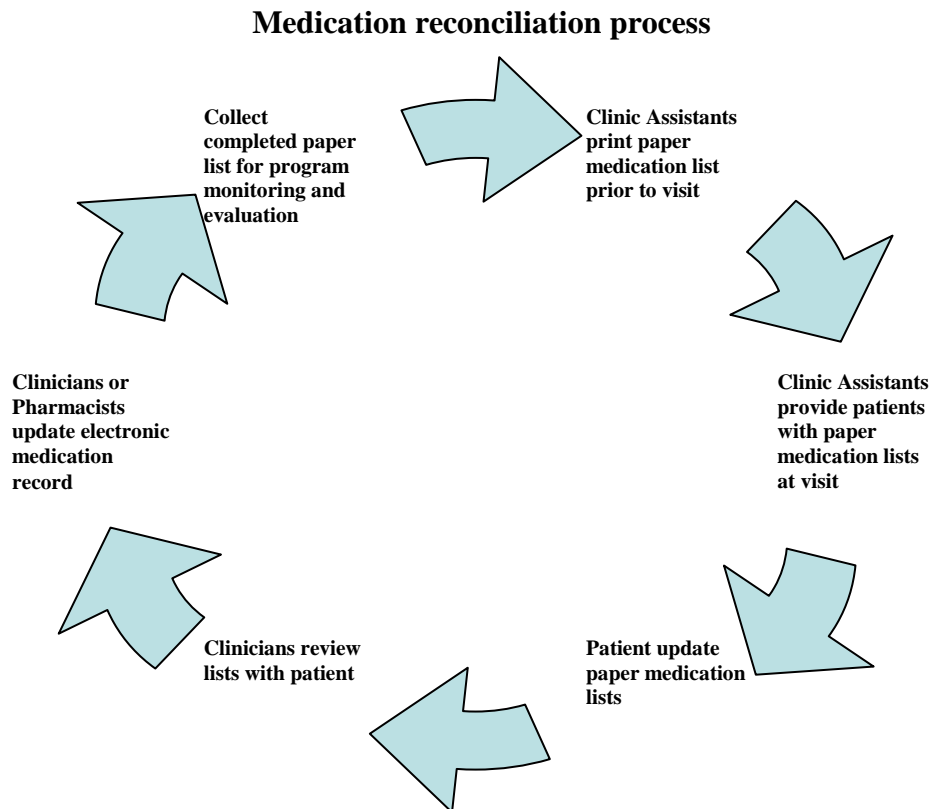 Medication reconciliation process
Collect
completed paper
list for program
monitoring and
evaluation
Clinic Assistants
print paper
medication list
prior to visit
Clinic Assistants
provide patients
with paper
medication lists
at visit
Patient update
paper medication
lists
Clinicians review
lists with patient
Clinicians or
Pharmacists
update electronic
medication
record